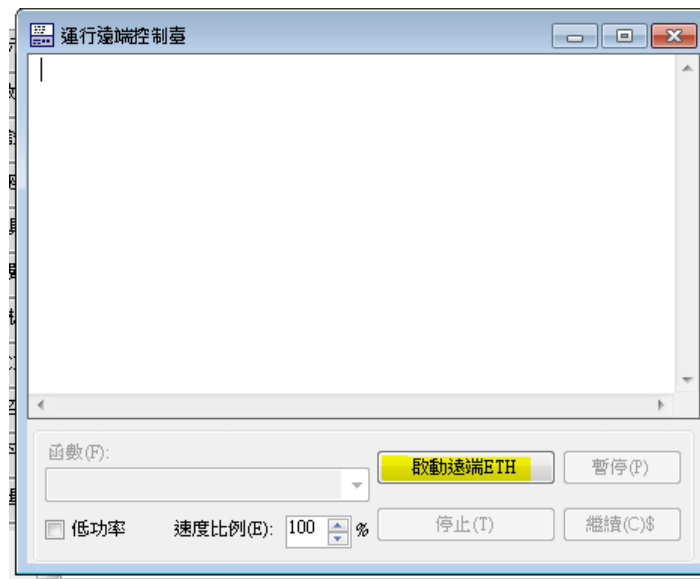 運行遠端控制臺
函數(F):
啟動遠端ETH
暫停(P)
低功率
速度比例(E):
100
%
停止(T)
繼續(C)$